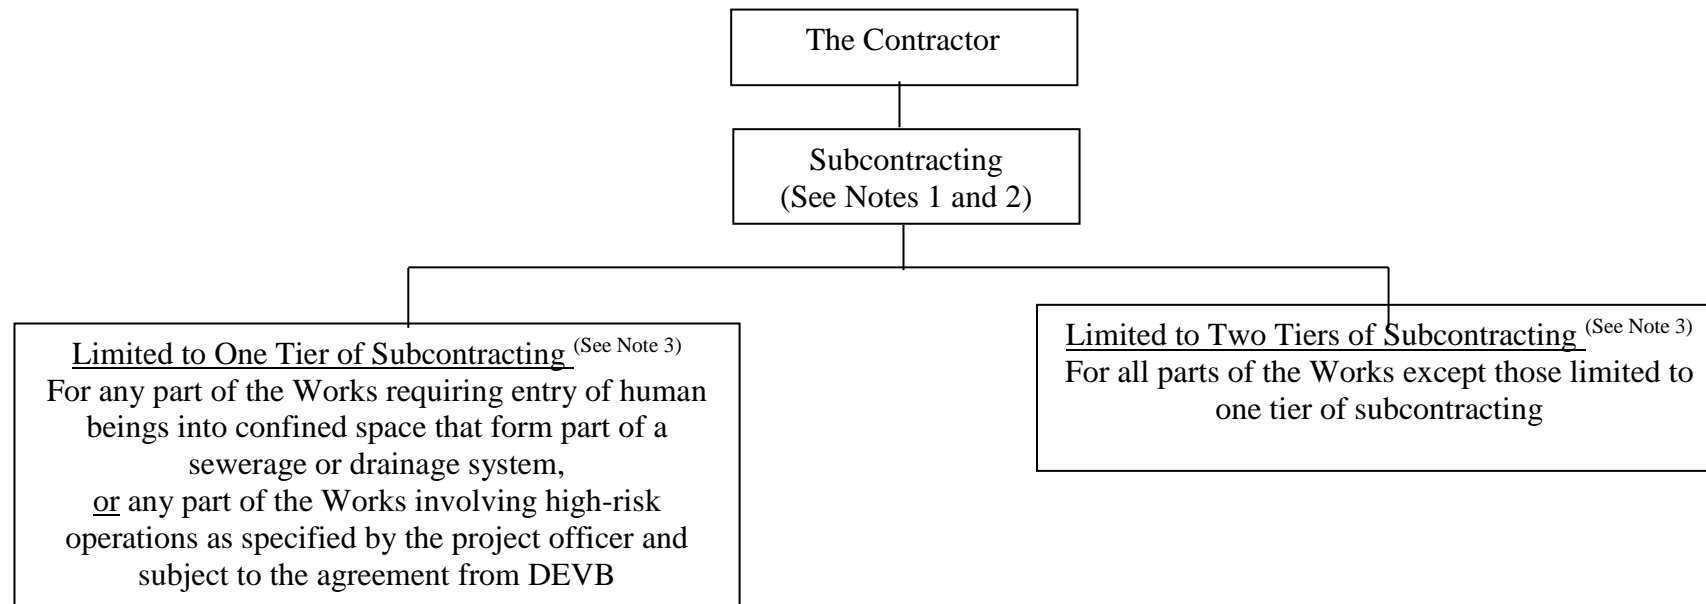 The Contractor
Subcontracting
(See Notes 1 and 2)
Limited to One Tier of Subcontracting (See Note 3)
For any part of the Works requiring entry of human
beings into confined space that form part of a
sewerage or drainage system,
or any part of the Works involving high-risk
operations as specified by the project officer and
subject to the agreement from DEVB
Limited to Two Tiers of Subcontracting (See Note 3)
For all parts of the Works except those limited to
one tier of subcontracting